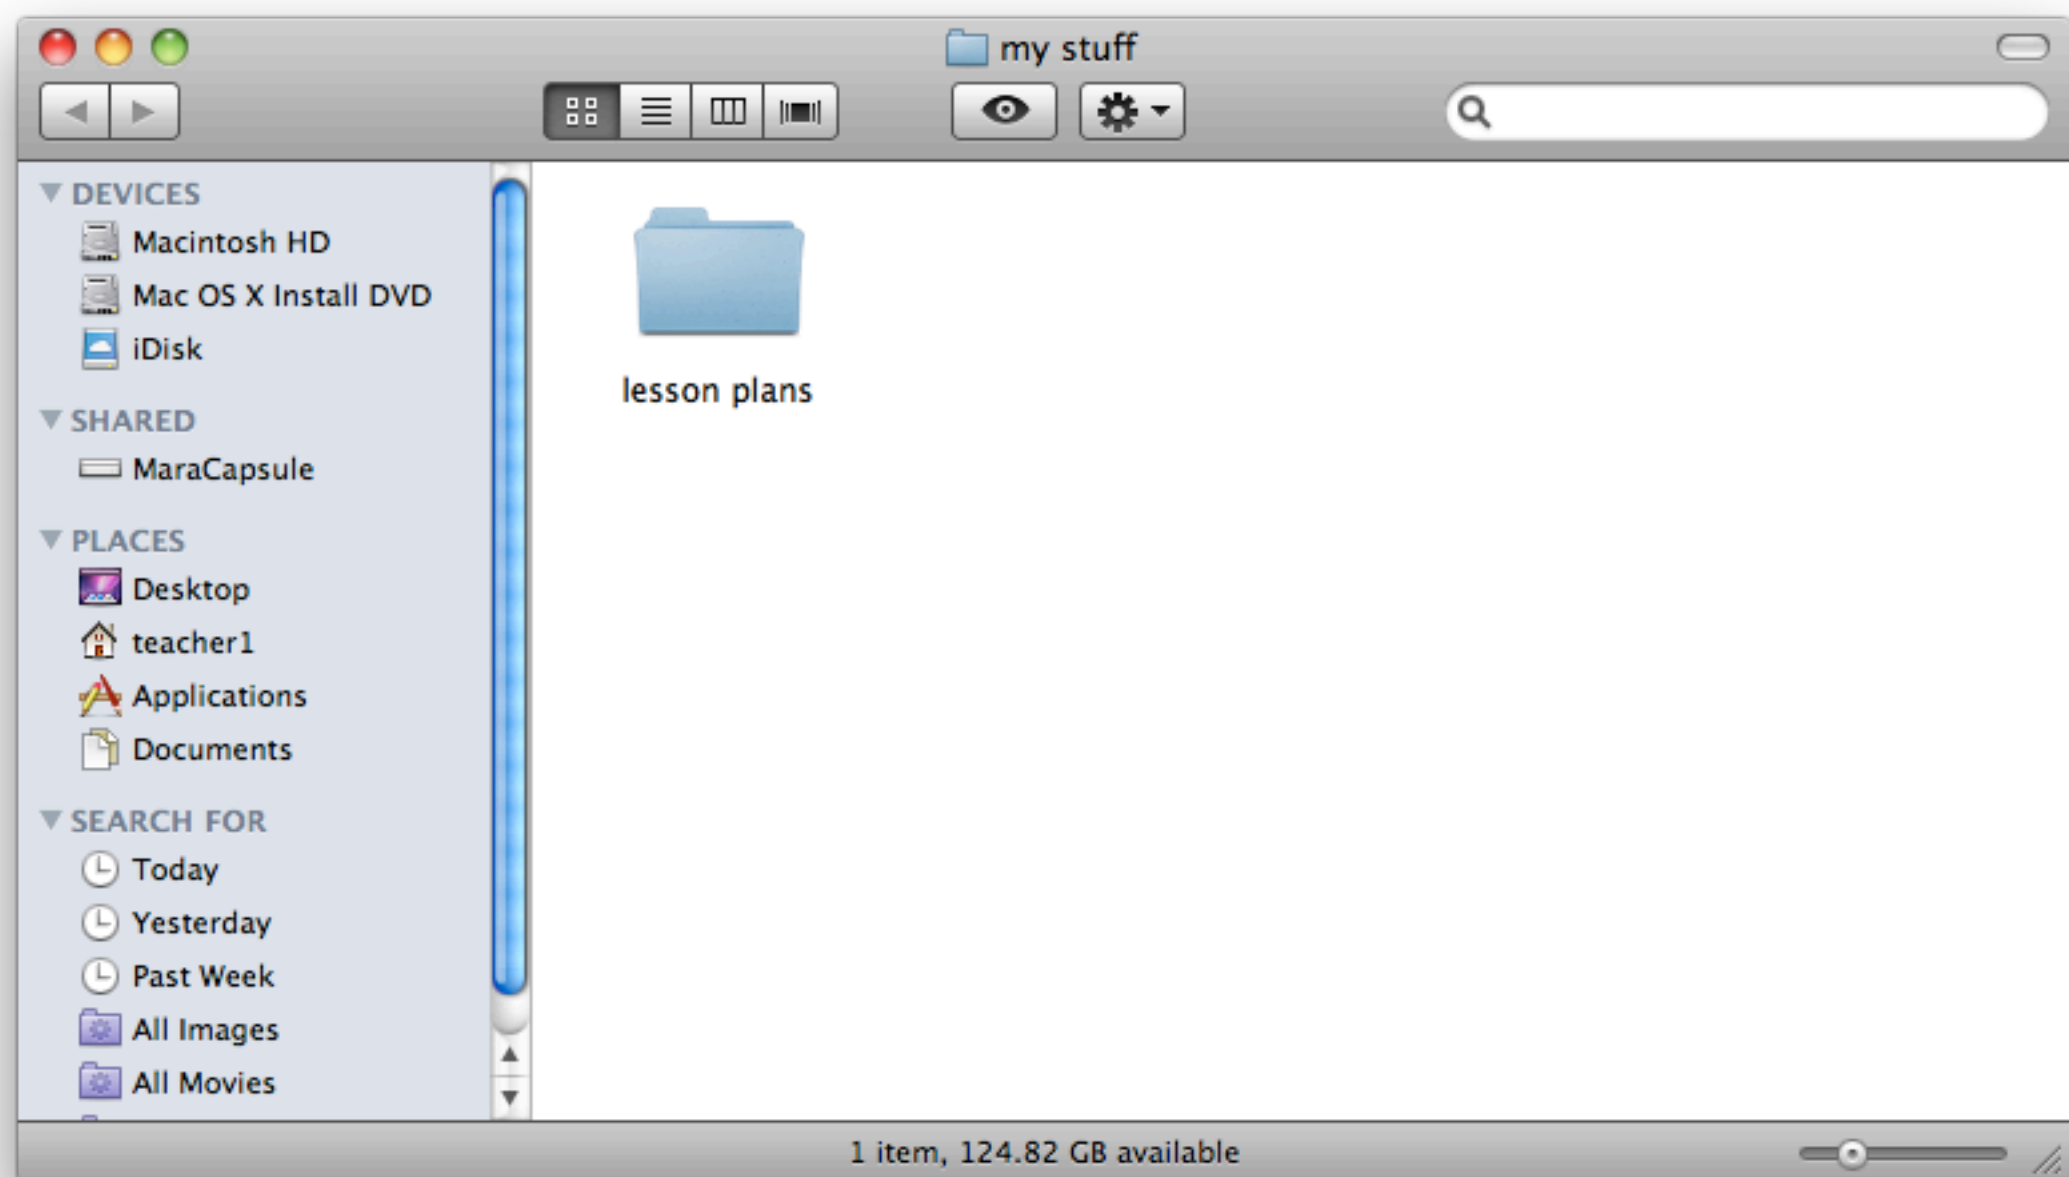 my stuff
DEVICES
Macintosh HD
Mac OS X Install DVD
iDisk
SHARED
MaraCapsule
PLACES
Desktop
teacher1
Applications
Documents
SEARCH FOR
Today
Yesterday
Past Week
All Images
All Movies
lesson plans
1 item, 124.82 GB available